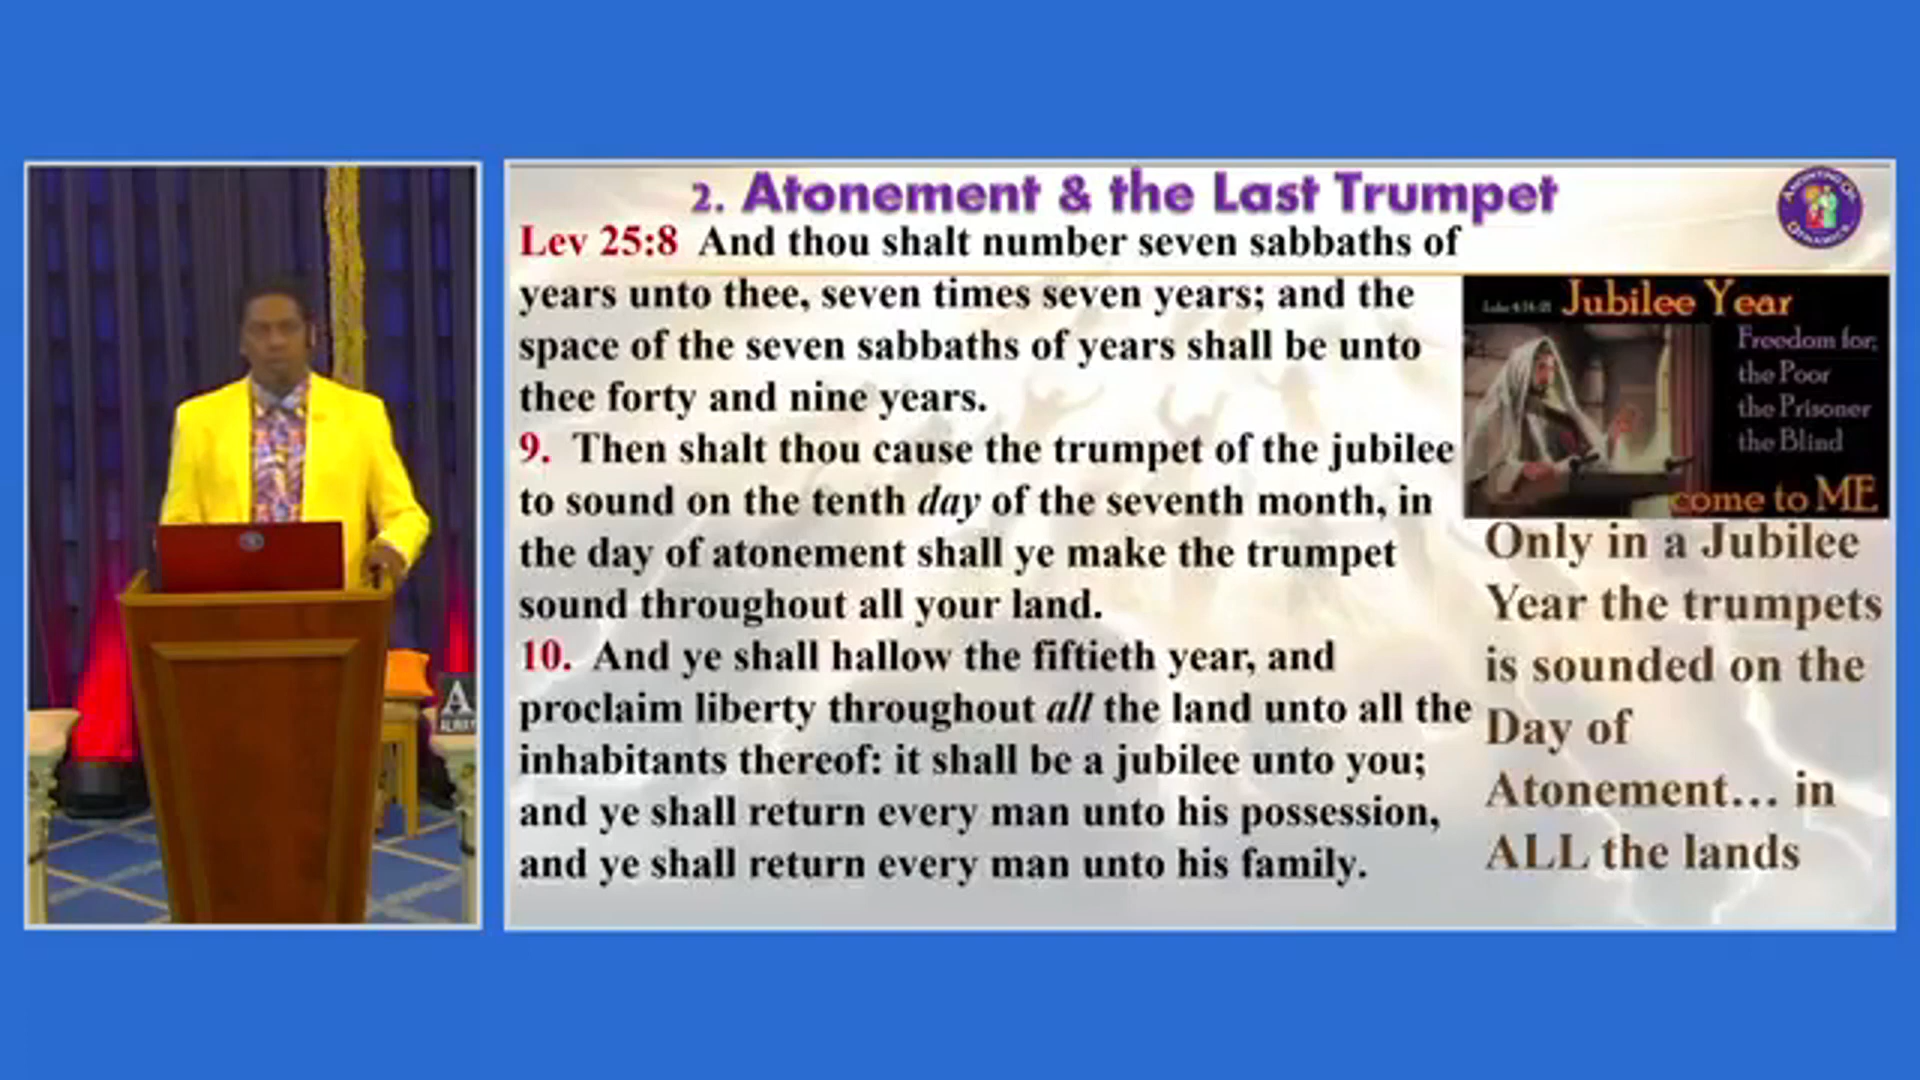 2. Atonement & the Last Trumpet
Lev 25:8 And thou shalt number seven sabbaths of
years unto thee, seven times seven years; and the
space of the seven sabbaths of years shall be unto
thee forty and nine years.
9. Then shalt thou cause the trumpet of the jubilee
to sound on the tenth day of the seventh month, in
the day of atonement shall ye make the trumpet
sound throughout all your land.
10. And ye shall hallow the fiftieth year, and
proclaim liberty throughout all the land unto all the
inhabitants thereof: it shall be a jubilee unto you;
and ye shall return every man unto his possession,
and ye shall return every man unto his family.
Jubilee Year
Freedom for;
the Poor
the Prisoner
the Blind
come to ME
Only in a Jubilee
Year the trumpets
is sounded on the
Day of
Atonement... in
ALL the lands
A